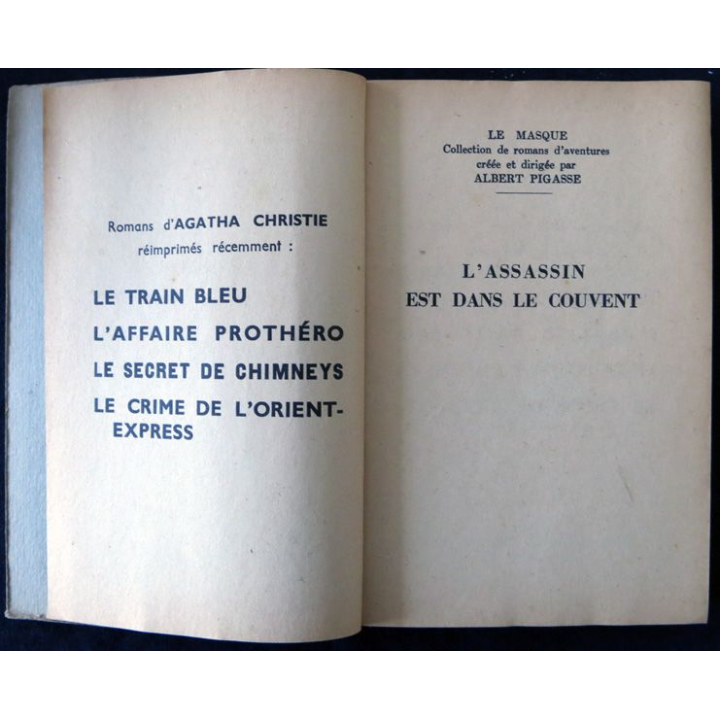 Romans d'AGATHA CHRISTIE
réimprimés récemment :
LE TRAIN BLEU
L'AFFAIRE PROTHÉRO
LE SECRET DE CHIMNEYS
LE CRIME DE L'ORIENT-
EXPRESS
LE MASQUE
Collection de romans d'aventures
créée et dirigée par
ALBERT PIGASSE
L'ASSASSIN
EST DANS LE COUVENT